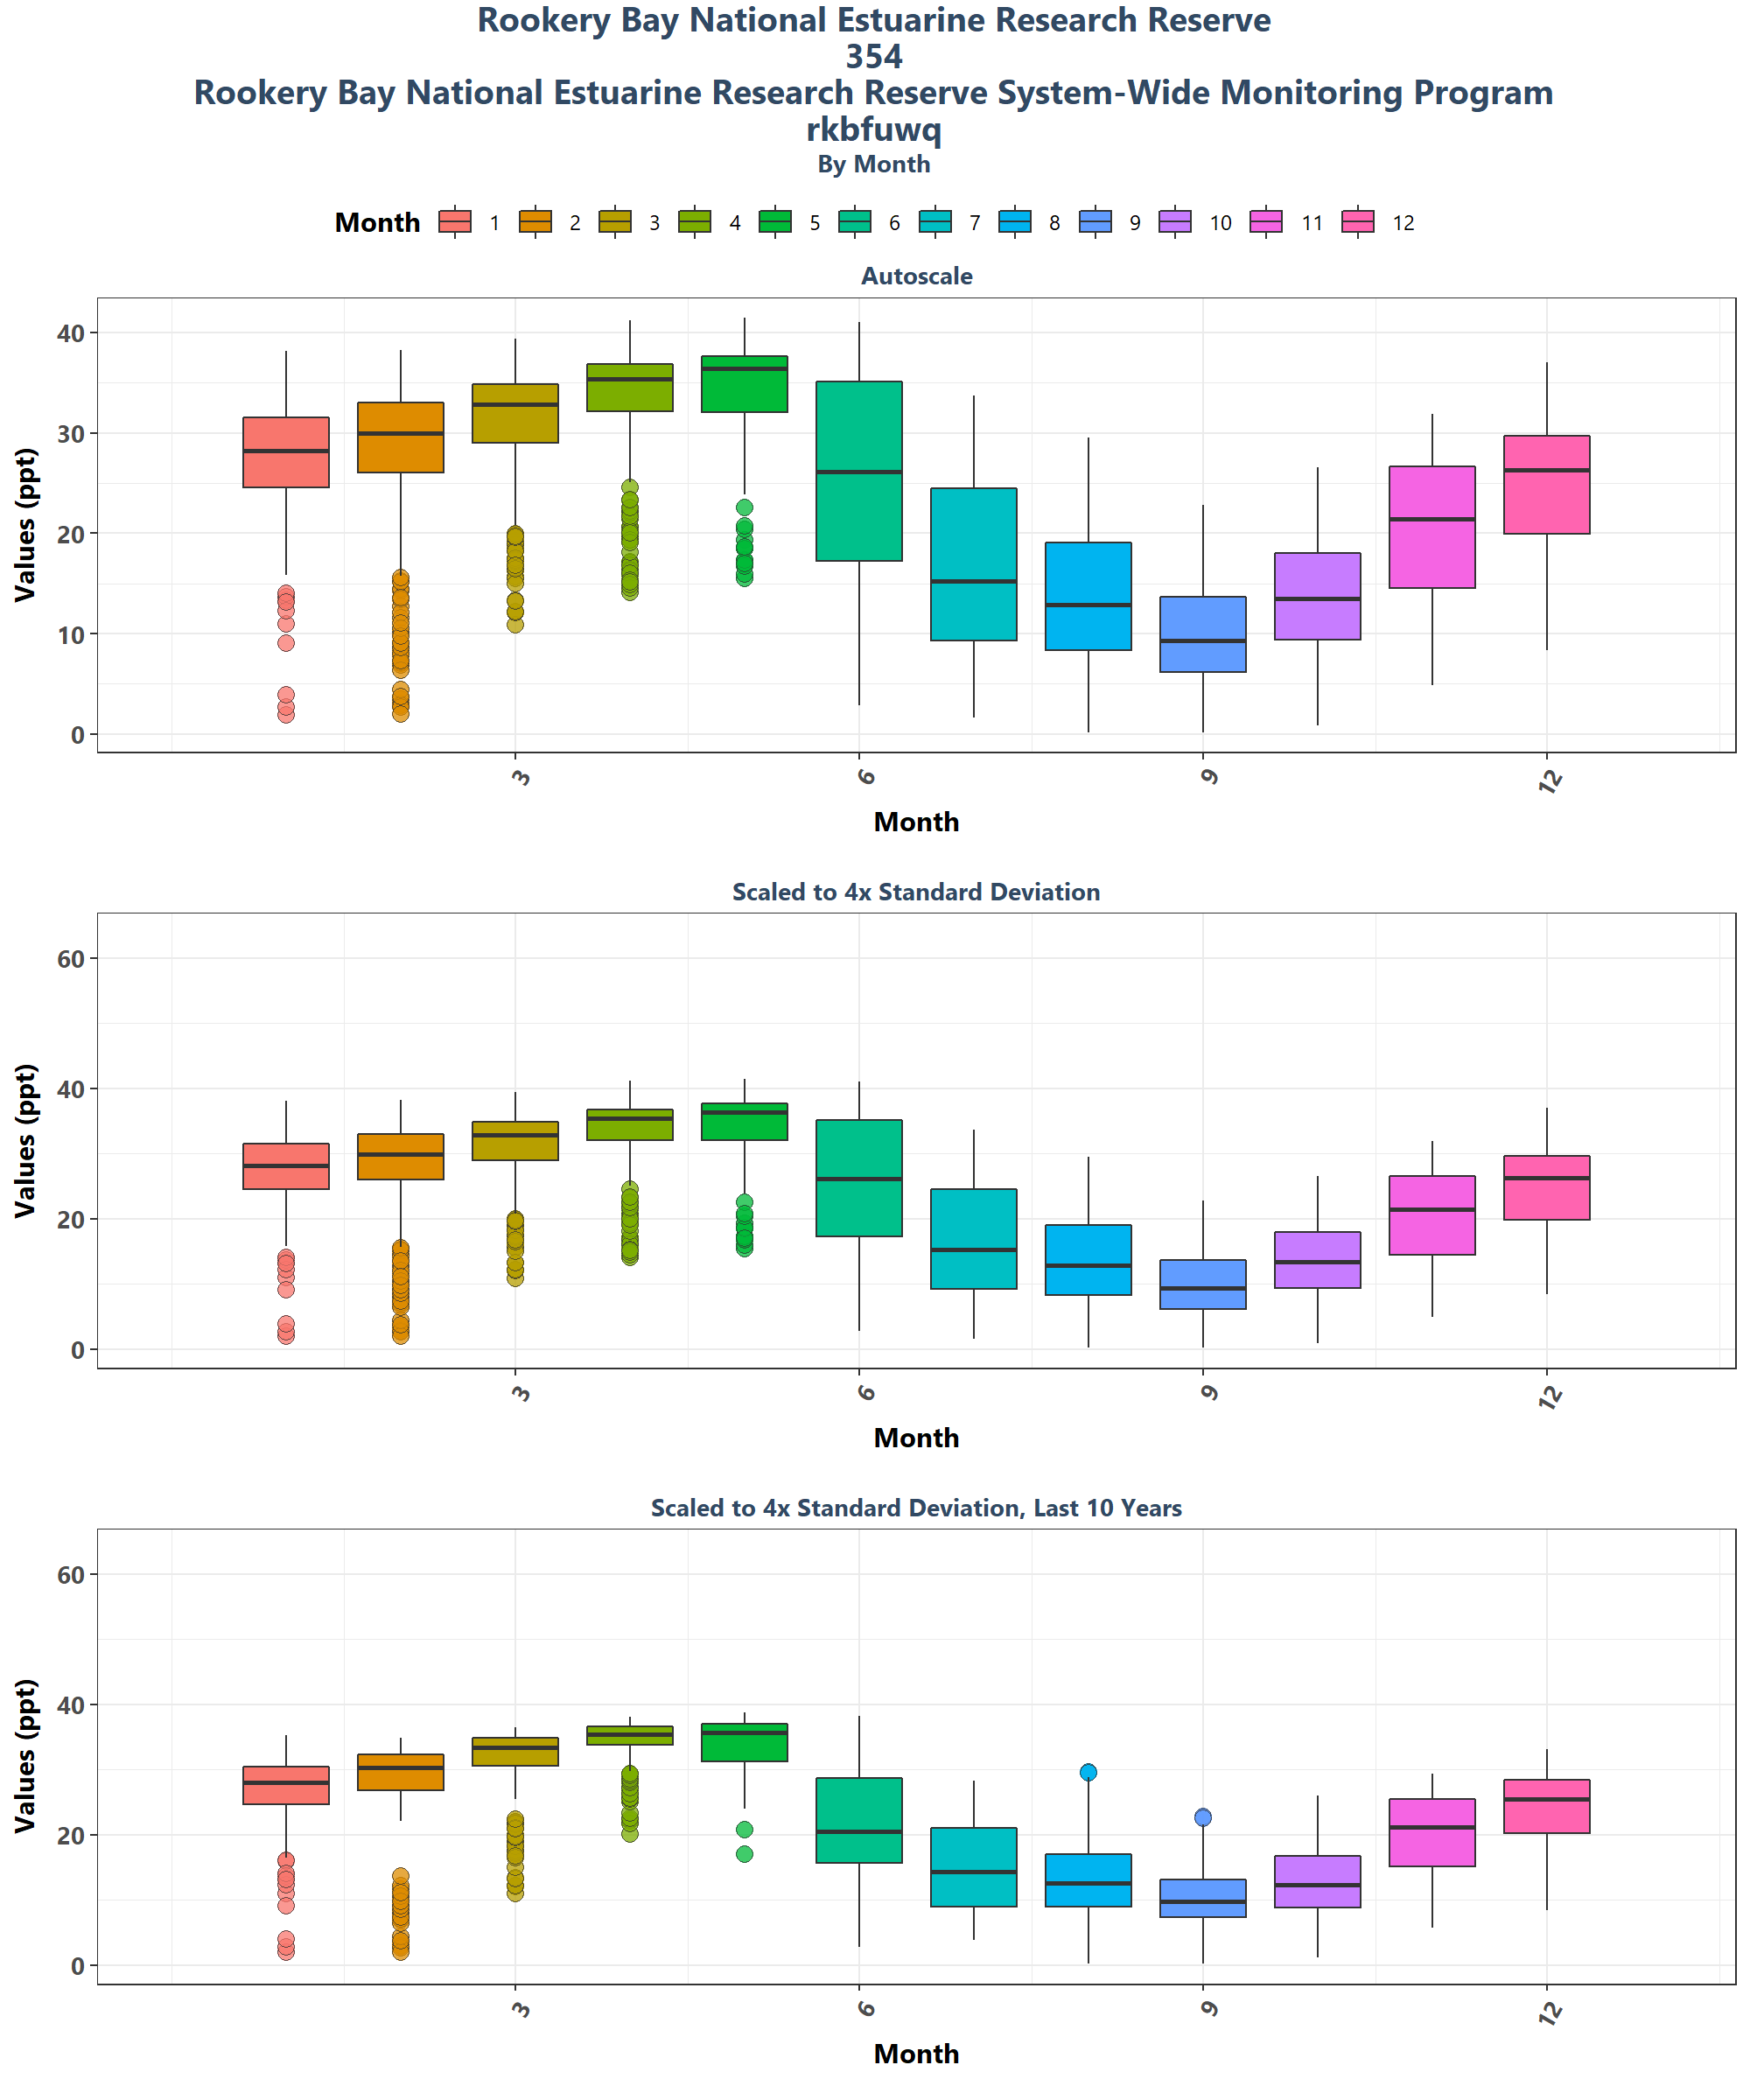 Rookery Bay National Estuarine Research Reserve
354
Rookery Bay National Estuarine Research Reserve System-Wide Monitoring Program
rkbfuwq
By Month
Month 1 2 3 4 5 6 7 8 9 10 11 12
Autoscale
Values (ppt)
40
30
20
10
0
3 6 9 12
Month
Scaled to 4x Standard Deviation
Values (ppt)
60
40
20
0
3 6 9 12
Month
Scaled to 4x Standard Deviation, Last 10 Years
Values (ppt)
60
40
20
0
3 6 9 12
Month